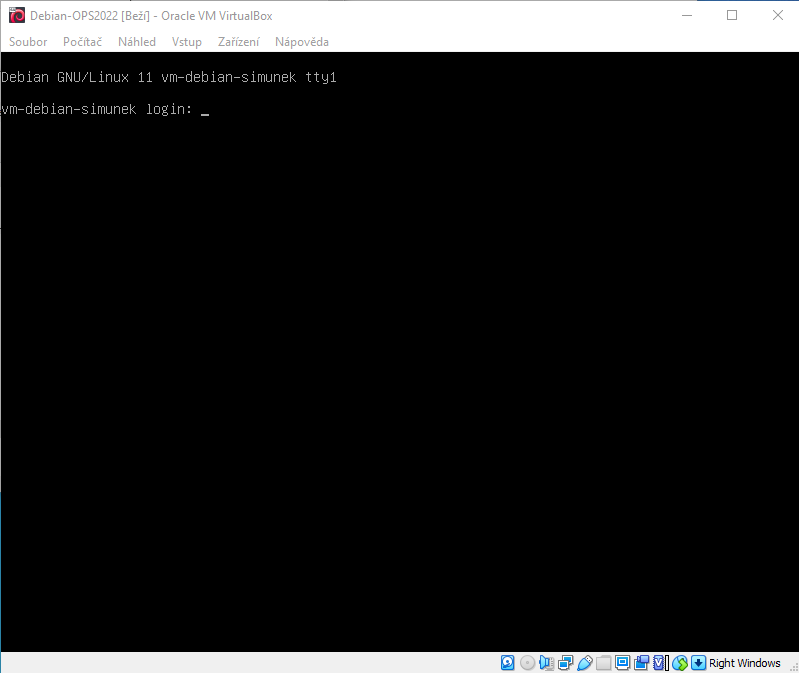 Debian-OPS2022 [Beží] - Oracle VM VirtualBox
Soubor Počítač Náhled Vstup Zařízení Nápověda
Debian GNU/Linux 11 vm-debian-simunek tty1
vm-debian-simunek login: _
Right Windows